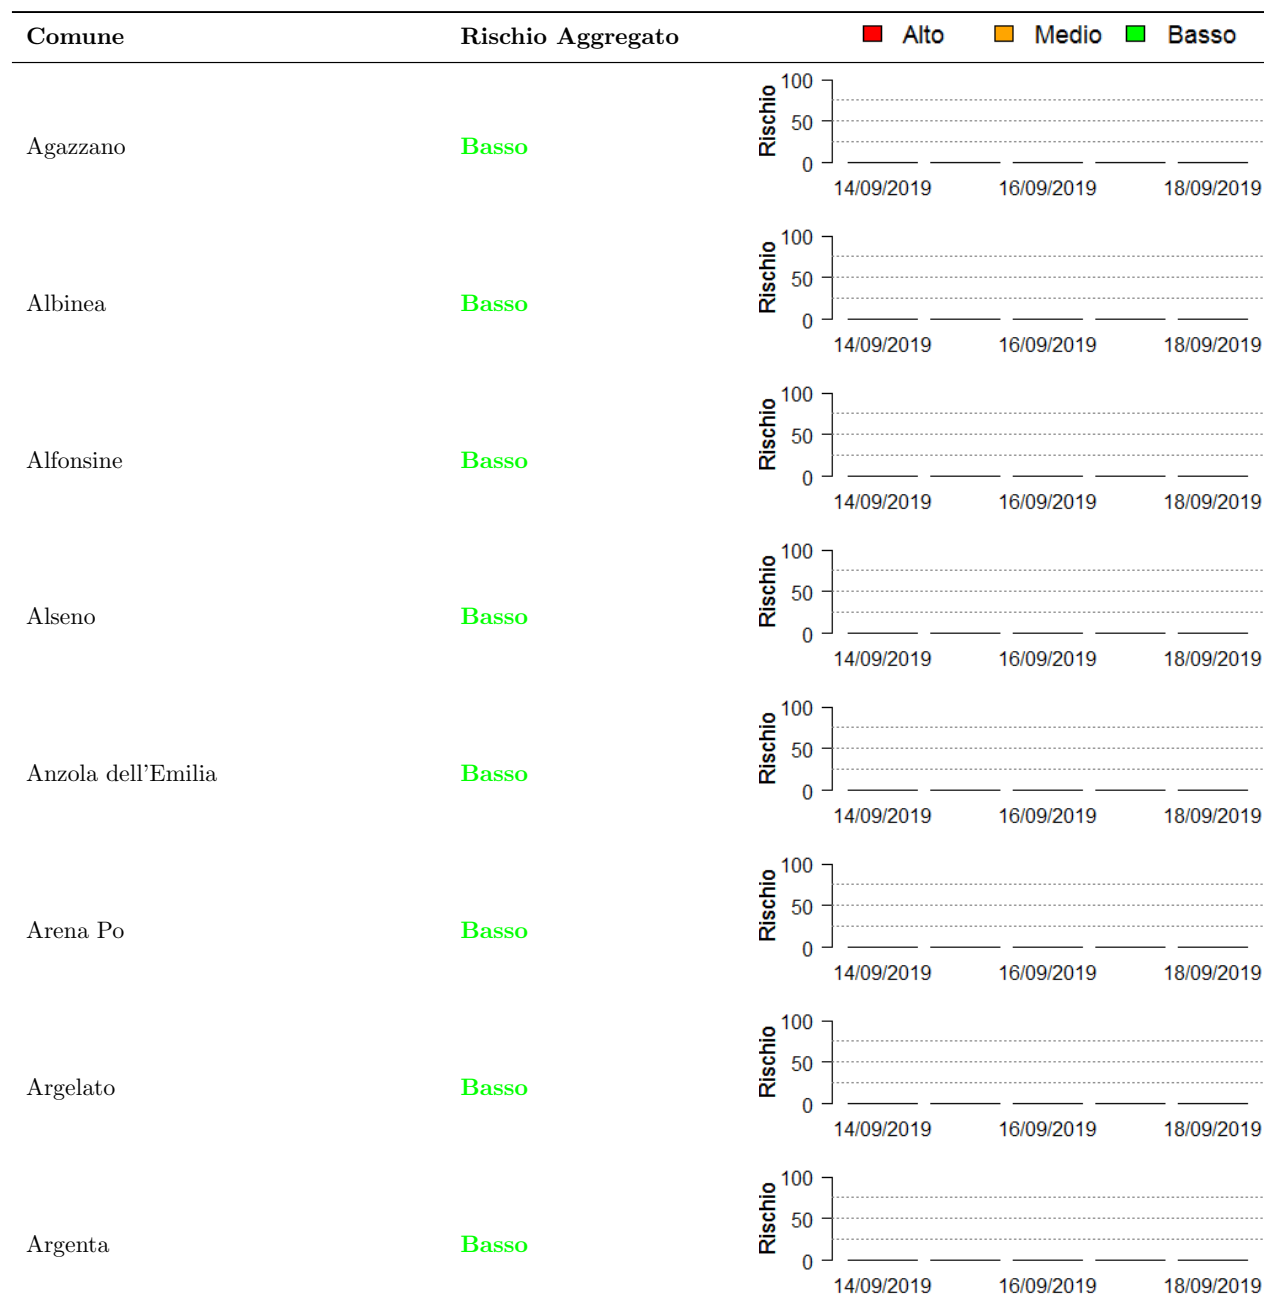 Comune Rischio Aggregato Alto Medio Basso
100
Rischio
50
Agazzano Basso
0
14/09/2019 16/09/2019 18/09/2019
100
Rischio
50
Albinea Basso
0
14/09/2019 16/09/2019 18/09/2019
100
Rischio
50
Alfonsine Basso
0
14/09/2019 16/09/2019 18/09/2019
100
Rischio
50
Alseno Basso
0
14/09/2019 16/09/2019 18/09/2019
100
Rischio
50
Anzola dell'Emilia Basso
0
14/09/2019 16/09/2019 18/09/2019
100
Rischio
50
Arena Po Basso
0
14/09/2019 16/09/2019 18/09/2019
100
Rischio
50
Argelato Basso
0
14/09/2019 16/09/2019 18/09/2019
100
Rischio
50
Argenta Basso
0
14/09/2019 16/09/2019 18/09/2019